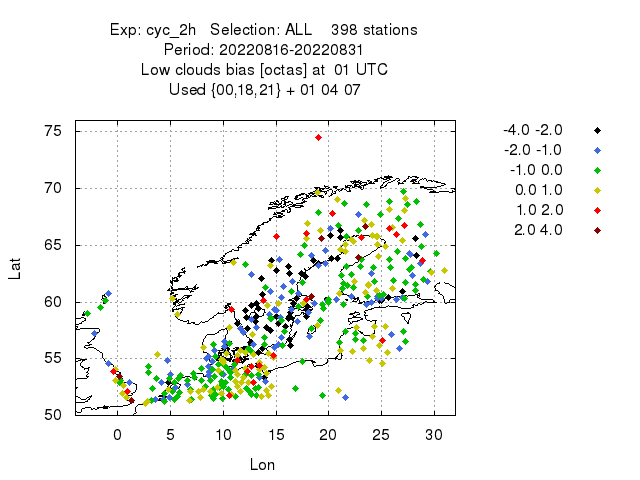 Exp: cyc_2h   Selection: ALL    398 stations
Period: 20220816-20220831
Low clouds bias [octas] at  01 UTC
Used {00,18,21} + 01 04 07
-4.0 -2.0
-2.0 -1.0
-1.0 0.0
0.0 1.0
1.0 2.0
2.0 4.0
75
70
65
60
55
50
Lat
0 5 10 15 20 25 30
Lon